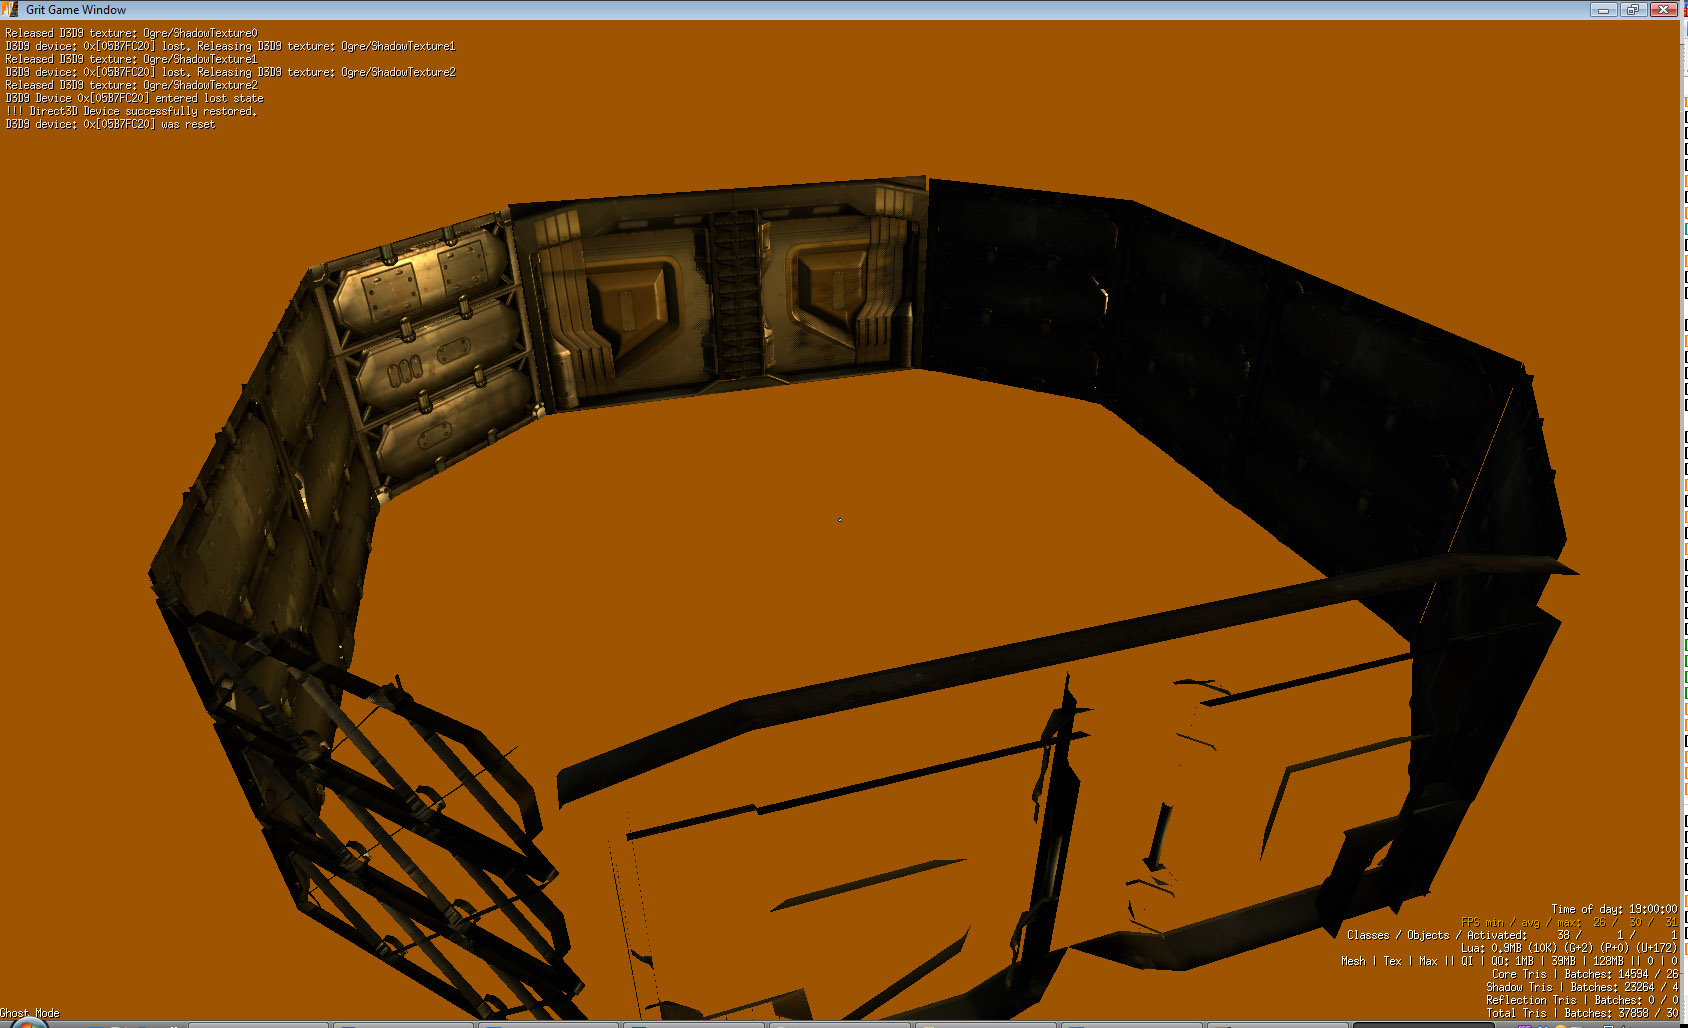 Grit Game Window
Released D3D9 texture: Ogre/ShadowTexture0
D3D9 device: 0x[05B7FC20] lost. Releasing D3D9 texture: Ogre/ShadowTexture1
Released D3D9 texture: Ogre/ShadowTexture1
D3D9 device: 0x[05B7FC20] lost. Releasing D3D9 texture: Ogre/ShadowTexture2
Released D3D9 texture: Ogre/ShadowTexture2
D3D9 Device 0x[05B7FC20] entered lost state
!!! Direct3D Device successfully restored.
D3D9 device: 0x[05B7FC20] was reset
Time of day: 19:00:00
FPS min / avg / max: 26 / 30 / 31
Classes / Objects / Activated: 38 / 1 / 1
Lua: 0.9MB (10K) (G+2) (P+0) (U+172)
Mesh | Tex | Max || QI | QO: 1MB | 39MB | 128MB || 0 | 0
Core Tris | Batches: 14594 / 26
Shadow Tris | Batches: 23264 / 4
Reflection Tris | Batches: 0 / 0
Total Tris | Batches: 37858 / 30
Ghost Mode